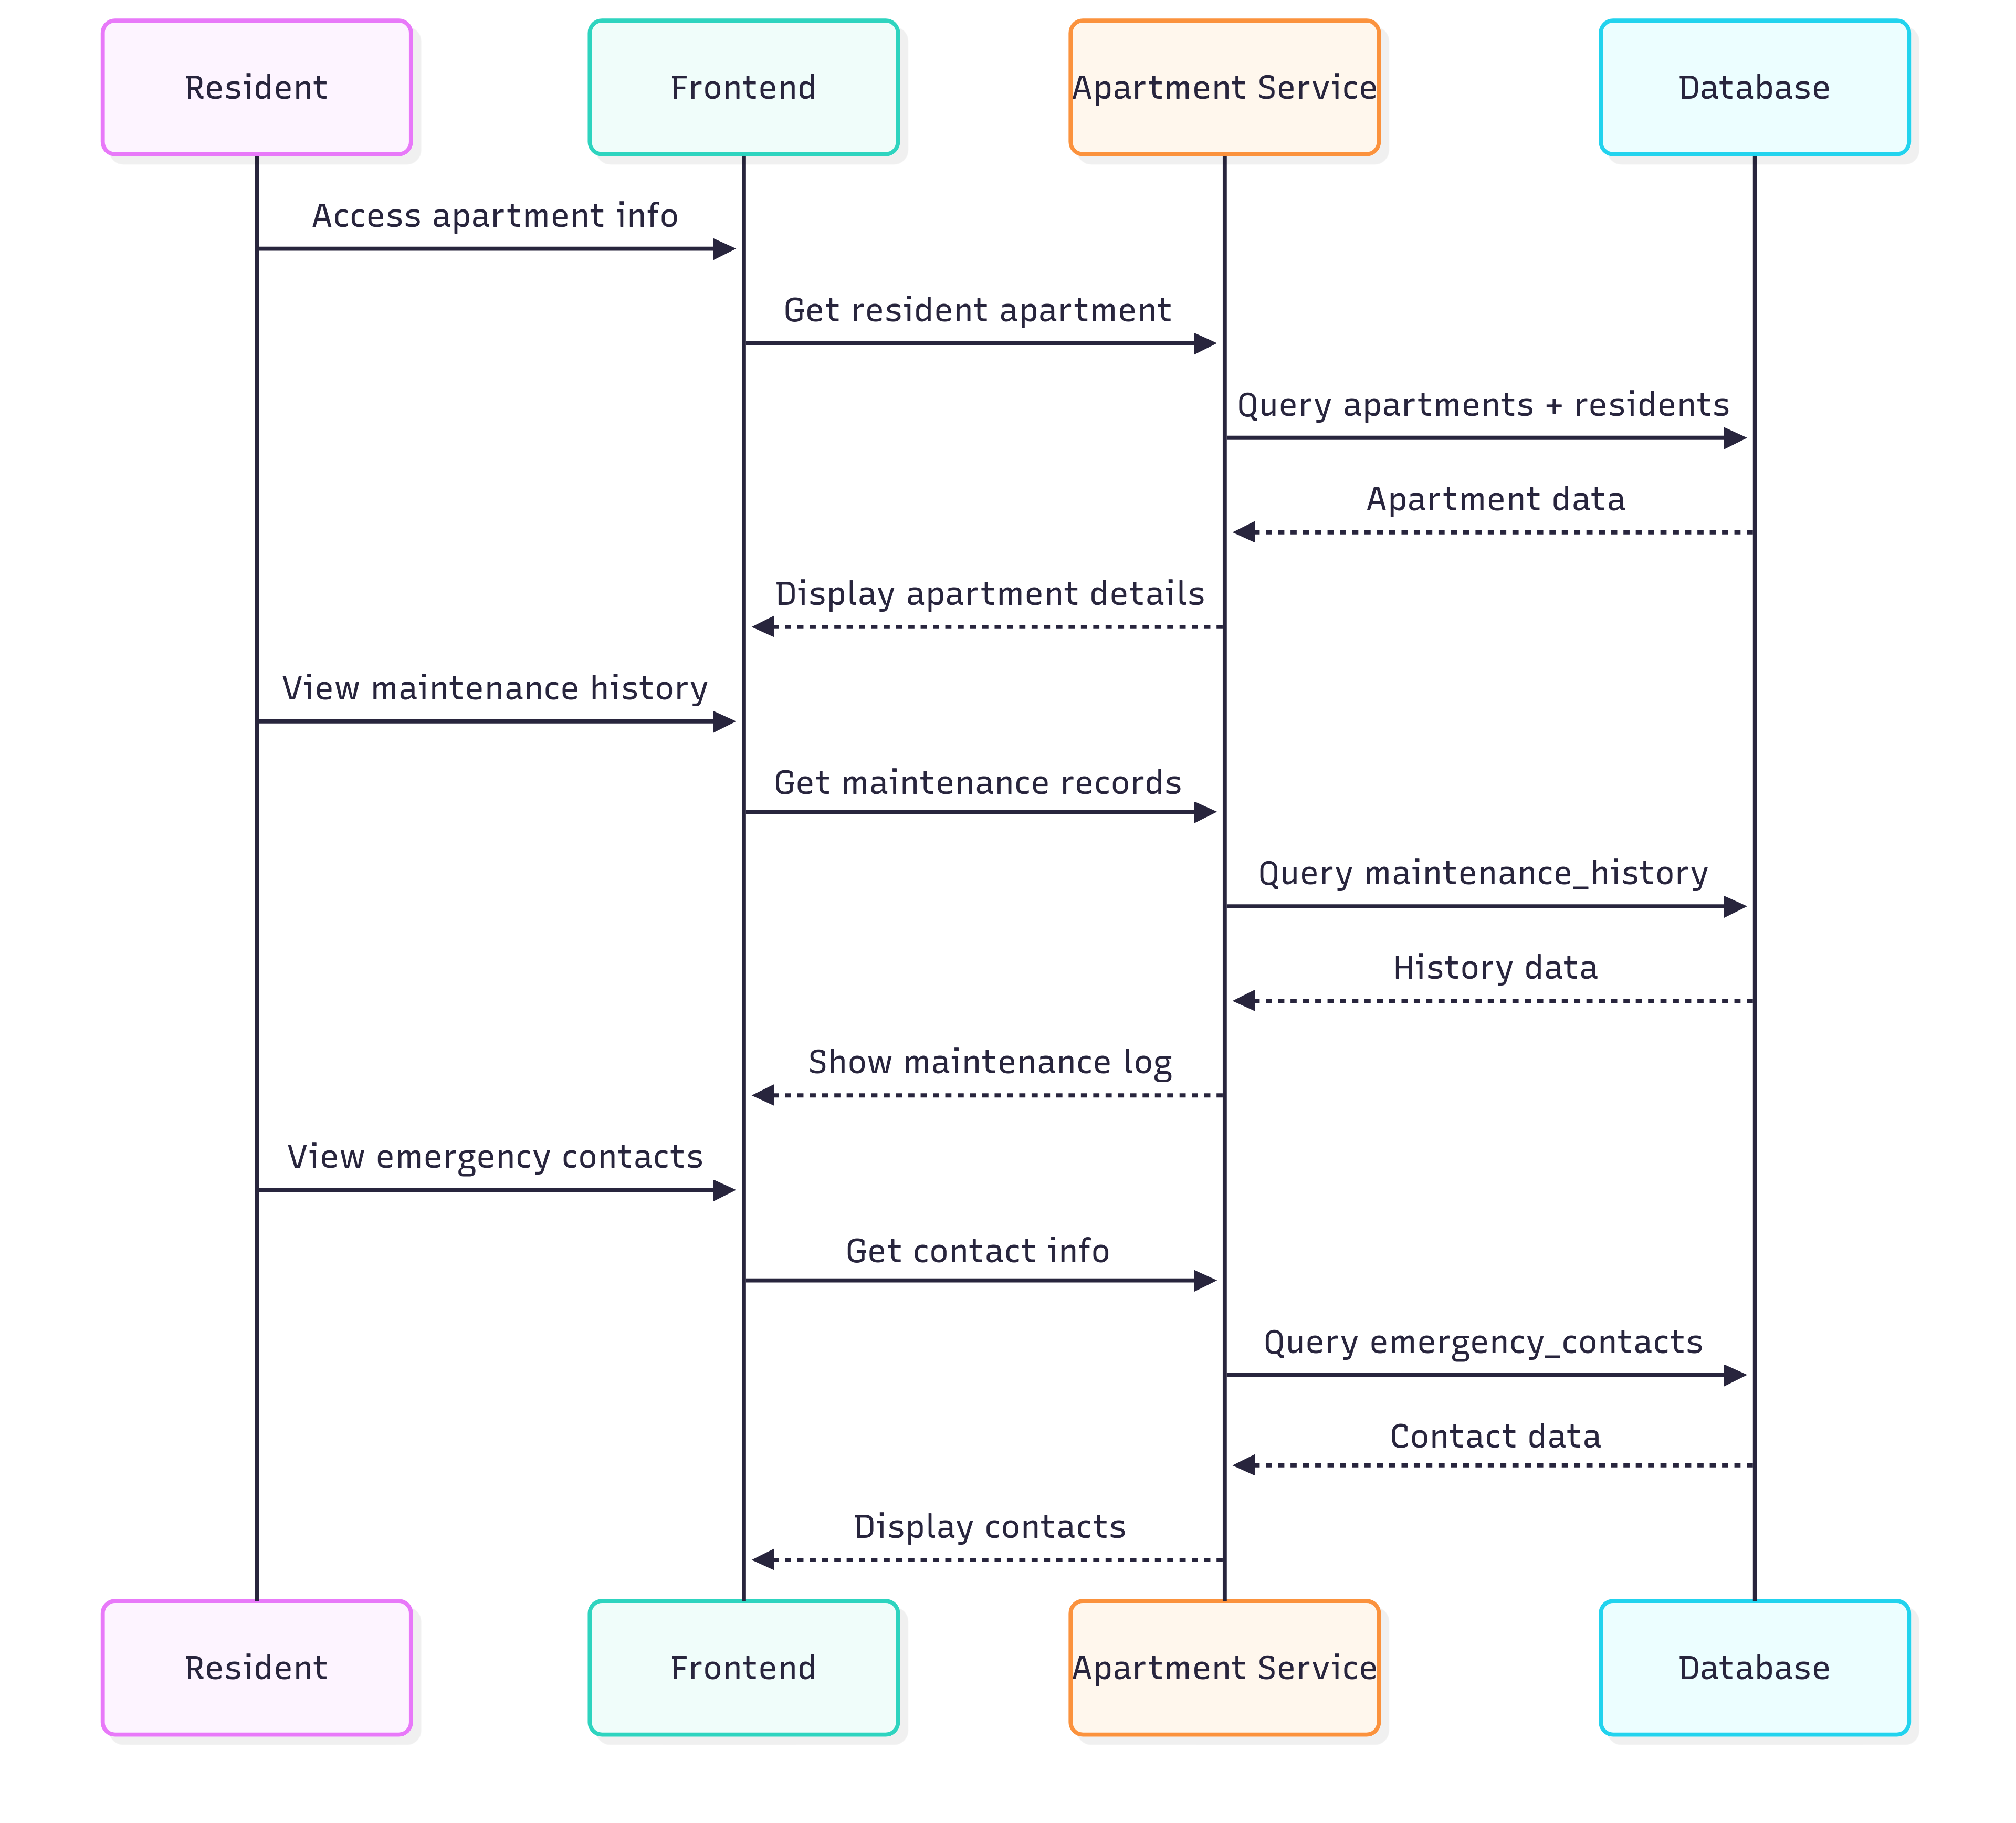 Resident
Frontend
Apartment Service
Database
Access apartment info
Get resident apartment
Query apartments + residents
Apartment data
Display apartment details
View maintenance history
Get maintenance records
Query maintenance_history
History data
Show maintenance log
View emergency contacts
Get contact info
Query emergency_contacts
Contact data
Display contacts
Resident
Frontend
Apartment Service
Database